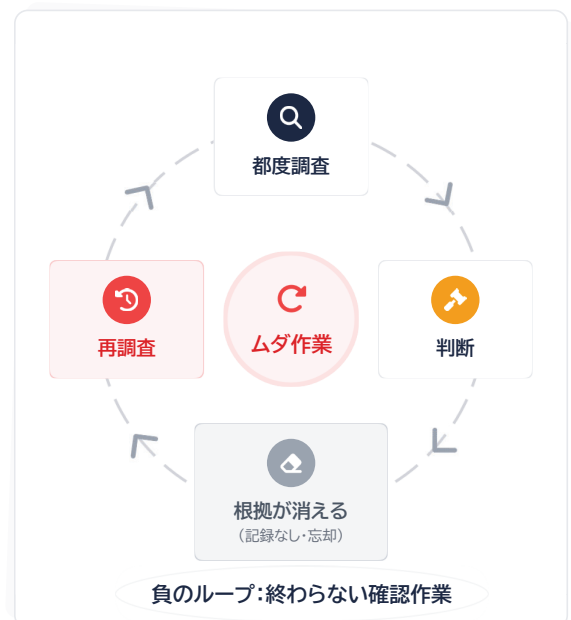 都度調査
再調査
ムダ作業
判断
根拠が消える
（記録なし・忘却）
負のループ：終わらない確認作業